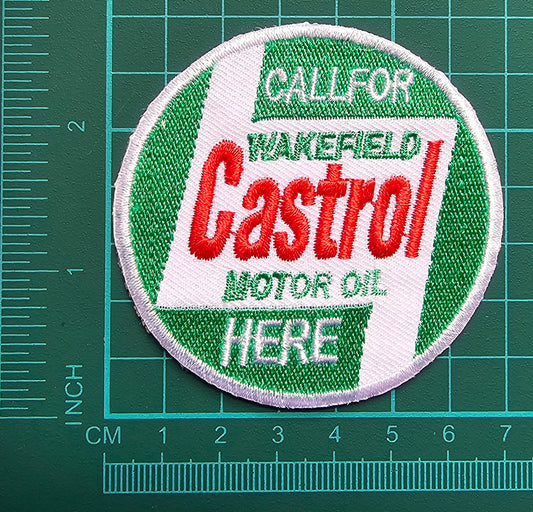 CALLFOR
WAKEFIELD
Castrol
MOTOR OIL
HERE
2
1
INCH
CM 1 2 3 4 5 6 7